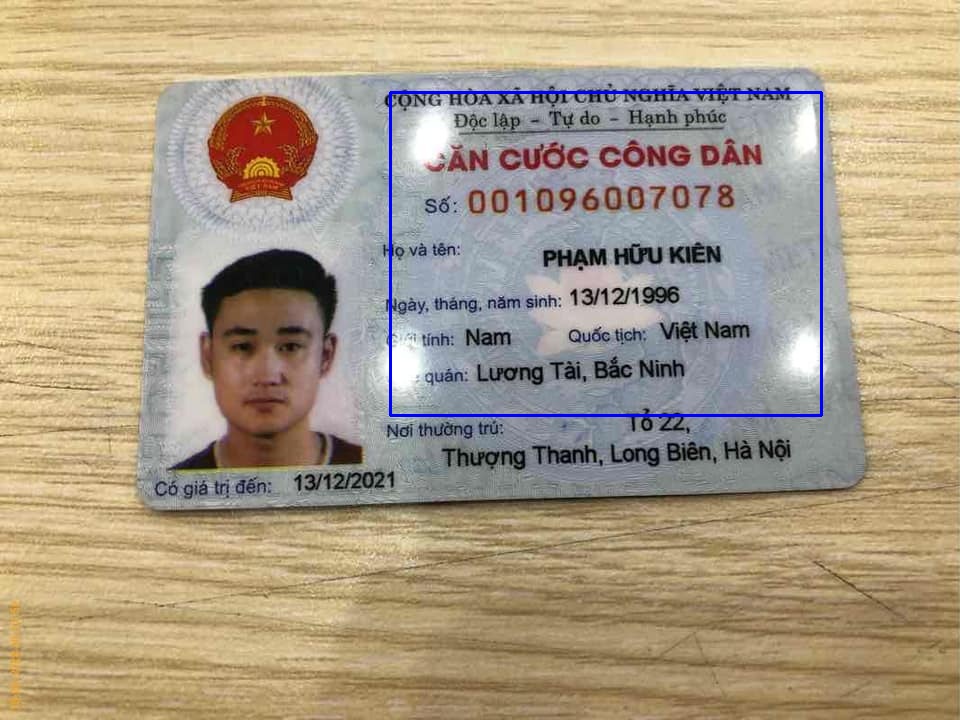 CỘNG HÒA XÃ HỘI CHỦ NGHĨA VIỆT NAM
Độc lập - Tự do - Hạnh phúc
CĂN CƯỚC CÔNG DÂN
Số: 001096007078
Họ và tên: PHẠM HỮU KIÊN
Ngày, tháng, năm sinh: 13/12/1996
Giới tính: Nam Quốc tịch: Việt Nam
quán: Lương Tài, Bắc Ninh
Nơi thường trú: Tổ 22,
Thượng Thanh, Long Biên, Hà Nội
Có giá trị đến: 13/12/2021